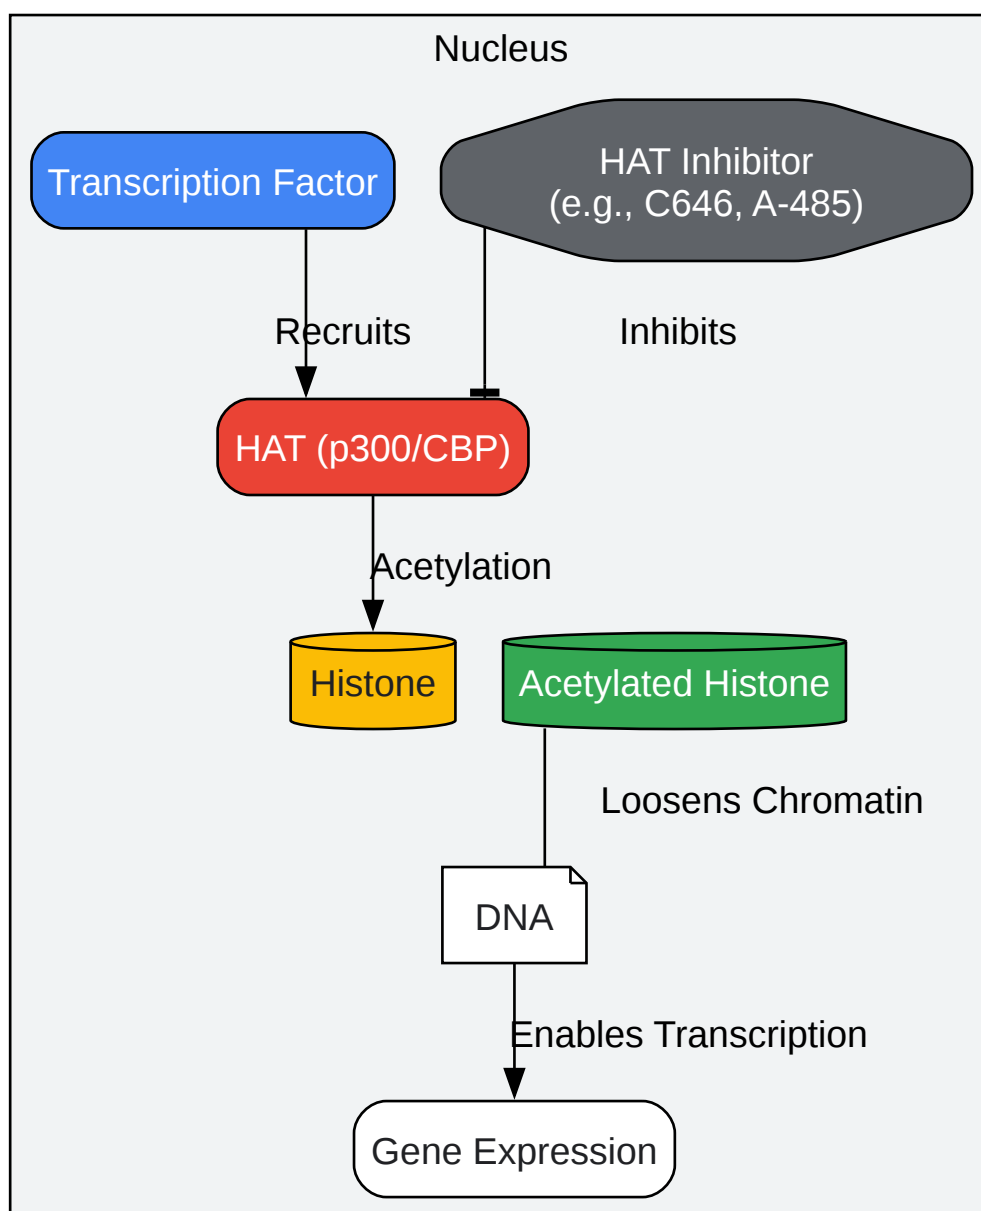 Nucleus
Transcription Factor
HAT Inhibitor
(e.g., C646, A-485)
Recruits
Inhibits
HAT (p300/CBP)
Acetylation
Histone
Acetylated Histone
Loosens Chromatin
DNA
Enables Transcription
Gene Expression